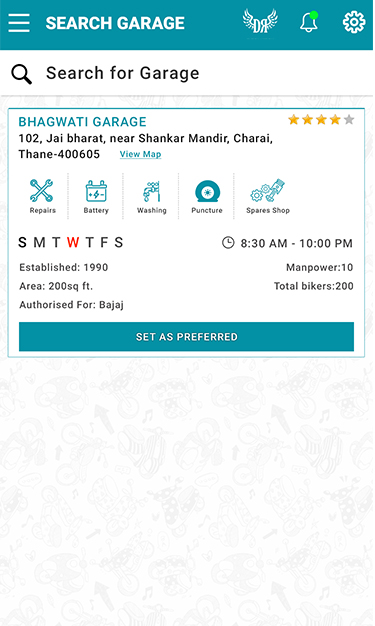 SEARCH GARAGE
DR
Search for Garage
BHAGWATI GARAGE
102, Jai bharat, near Shankar Mandir, Charai,
Thane-400605 View Map
Repairs Battery Washing Puncture Spares Shop
S M T W T F S 8:30 AM - 10:00 PM
Established: 1990 Manpower:10
Area: 200sq ft. Total bikers:200
Authorised For: Bajaj
SET AS PREFERRED